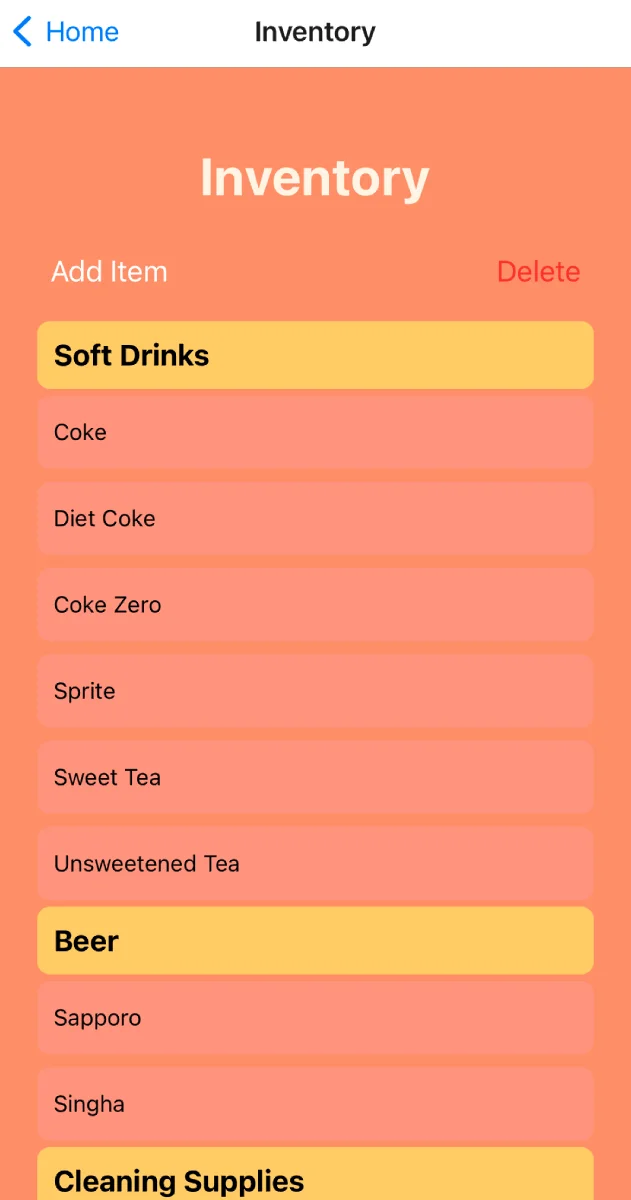 Home
Inventory
Inventory
Add Item
Delete
Soft Drinks
Coke
Diet Coke
Coke Zero
Sprite
Sweet Tea
Unsweetened Tea
Beer
Sapporo
Singha
Cleaning Supplies